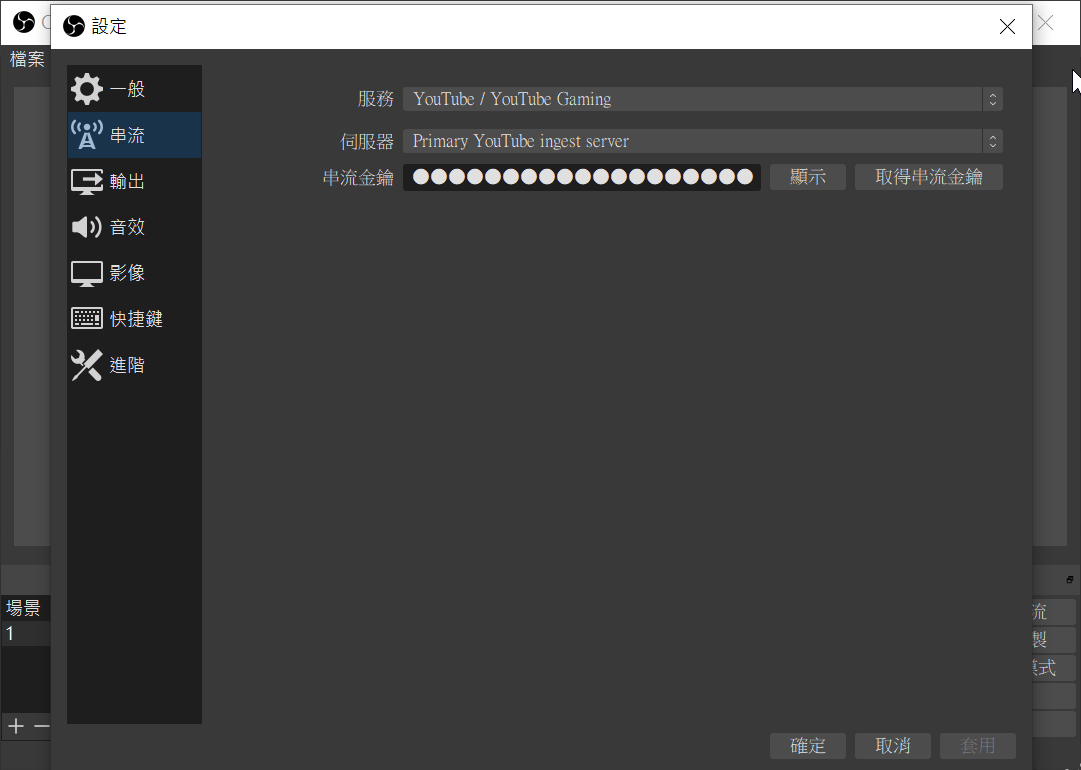 設定
檔案
一般
串流
輸出
音效
影像
快捷鍵
進階
服務 YouTube / YouTube Gaming
伺服器 Primary YouTube ingest server
串流金鑰 ●●●●●●●●●●●●●●●●●●● 顯示 取得串流金鑰
場景
1
流
製
模式
確定 取消 套用